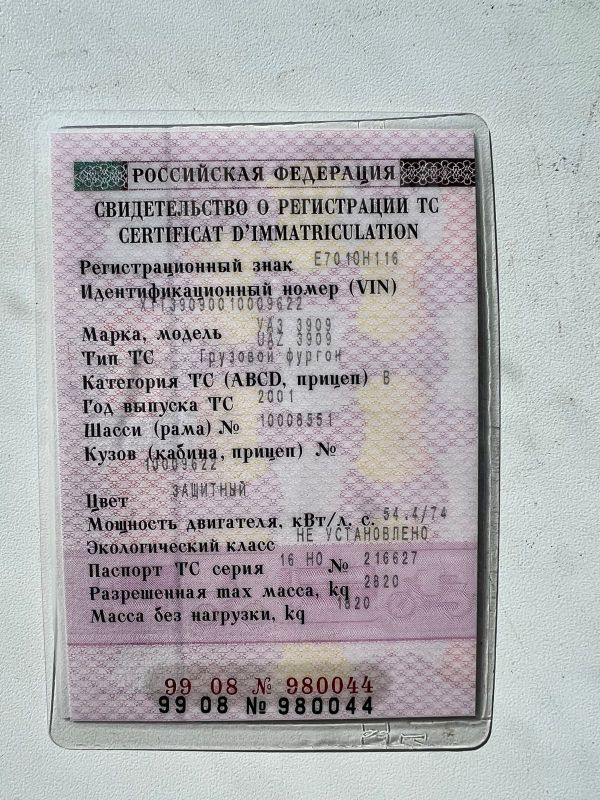 РОССИЙСКАЯ ФЕДЕРАЦИЯ
СВИДЕТЕЛЬСТВО О РЕГИСТРАЦИИ ТС
CERTIFICAT D'IMMATRICULATION
Регистрационный знак Е701ОН116
Идентификационный номер (VIN)
XTT39090010009622
Марка, модель УАЗ 3909
UAZ 3909
Тип ТС Грузовой фургон
Категория ТС (ABCD, прицеп) B
Год выпуска ТС 2001
Шасси (рама) № 10008551
Кузов (кабина, прицеп) №
10009622
Цвет ЗАЩИТНЫЙ
Мощность двигателя, кВт/л. с. 54.4/74
Экологический класс НЕ УСТАНОВЛЕНО
Паспорт ТС серия 16 НО № 216627
Разрешенная max масса, kg 2820
Масса без нагрузки, kg 1820
99 08 № 980044
99 08 № 980044